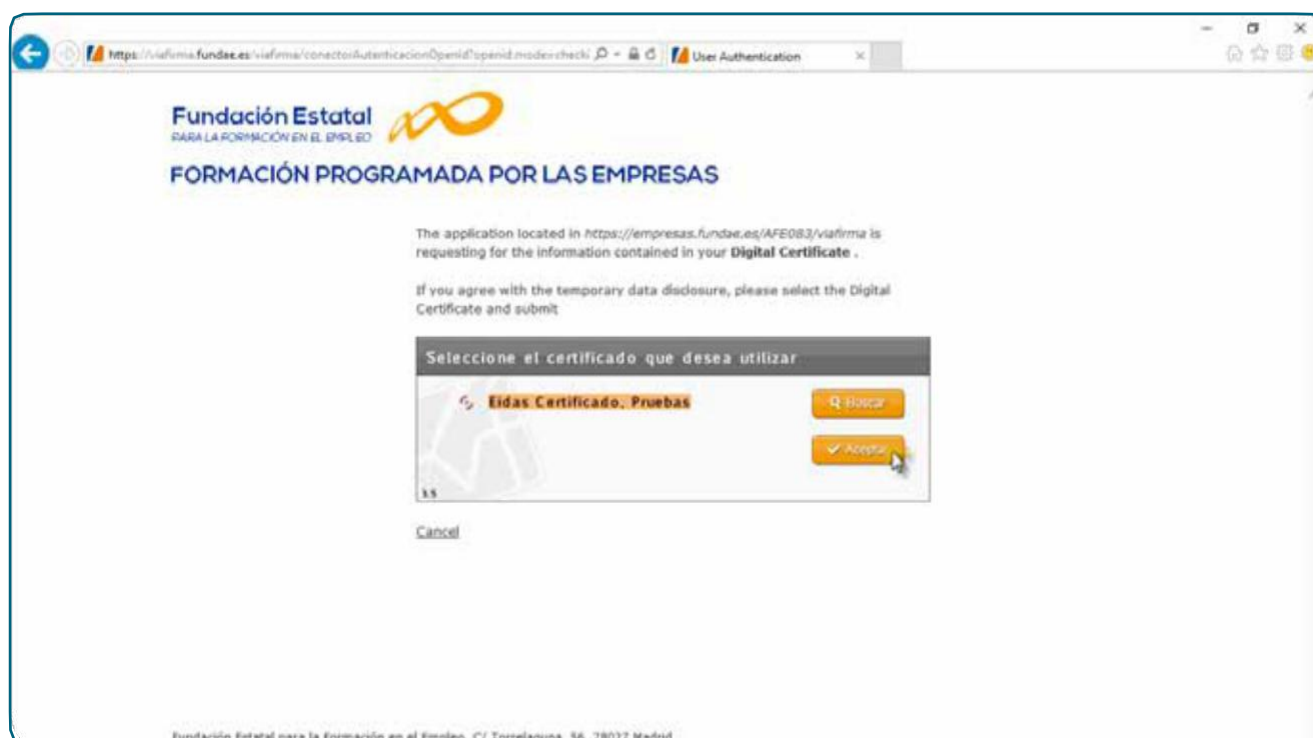 https://viafirma.fundae.es/viafirma/conectorAutenticacionOpenid?openid.mode=checki
User Authentication
Fundación Estatal
PARA LA FORMACIÓN EN EL EMPLEO
FORMACIÓN PROGRAMADA POR LAS EMPRESAS
The application located in https://empresas.fundae.es/AFE083/viafirma is
requesting for the information contained in your Digital Certificate .
If you agree with the temporary data disclosure, please select the Digital
Certificate and submit
Seleccione el certificado que desea utilizar
Eidas Certificado, Pruebas
Buscar
Aceptar
3.5
Cancel
Fundación Estatal para la Formación en el Empleo. C/ Torrelaguna, 56. 28027 Madrid